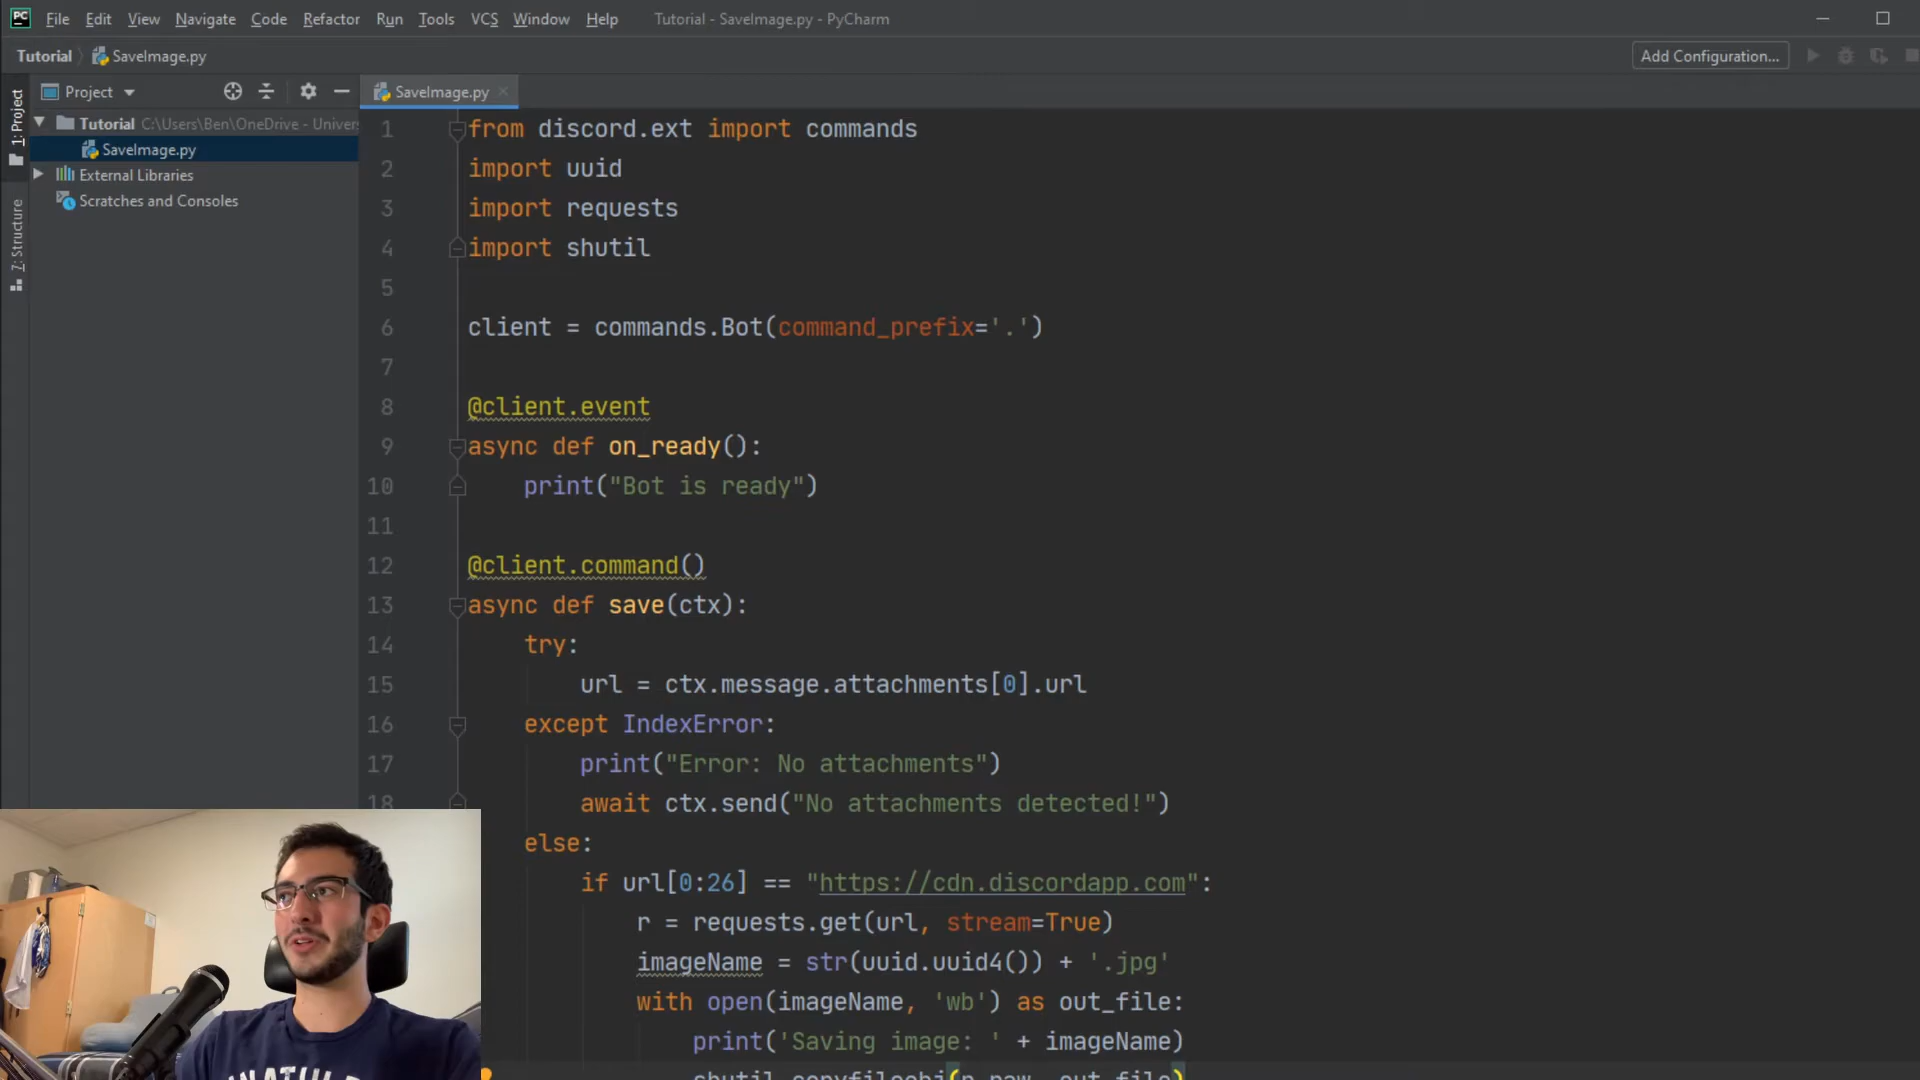 PC File Edit View Navigate Code Refactor Run Tools VCS Window Help Tutorial - SaveImage.py - PyCharm
Tutorial SaveImage.py Add Configuration...
1: Project
7: Structure
Project
Tutorial C:\Users\Ben\OneDrive - Univers
SaveImage.py
External Libraries
Scratches and Consoles
SaveImage.py
1 from discord.ext import commands
2 import uuid
3 import requests
4 import shutil
5
6 client = commands.Bot(command_prefix='.')
7
8 @client.event
9 async def on_ready():
10 print("Bot is ready")
11
12 @client.command()
13 async def save(ctx):
14 try:
15 url = ctx.message.attachments[0].url
16 except IndexError:
17 print("Error: No attachments")
18 await ctx.send("No attachments detected!")
else:
if url[0:26] == "https://cdn.discordapp.com":
r = requests.get(url, stream=True)
imageName = str(uuid.uuid4()) + '.jpg'
with open(imageName, 'wb') as out_file:
print('Saving image: ' + imageName)
shutil.copyfileobj(r.raw, out_file)